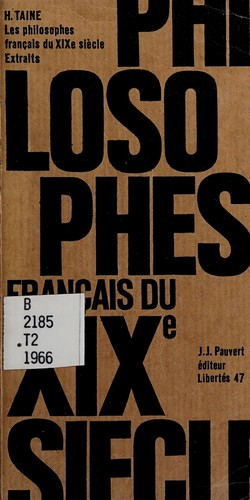 H. TAINE
Les philosophes
français du XIXe siècle
Extraits
PHI
LOSO
PHES
FRANÇAIS DU
XIXe
SIECLE
B
2185
.T2
1966
J.J. Pauvert
éditeur
Libertés 47